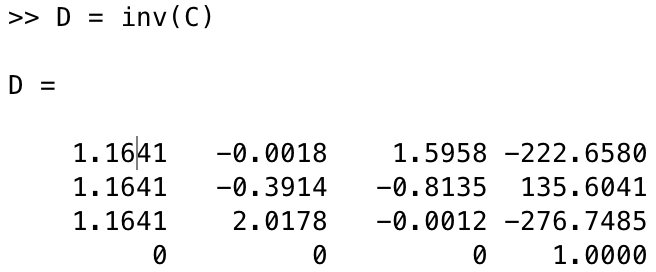 >> D = inv(C)
D =
1.1641 -0.0018 1.5958 -222.6580
1.1641 -0.3914 -0.8135 135.6041
1.1641 2.0178 -0.0012 -276.7485
0 0 0 1.0000